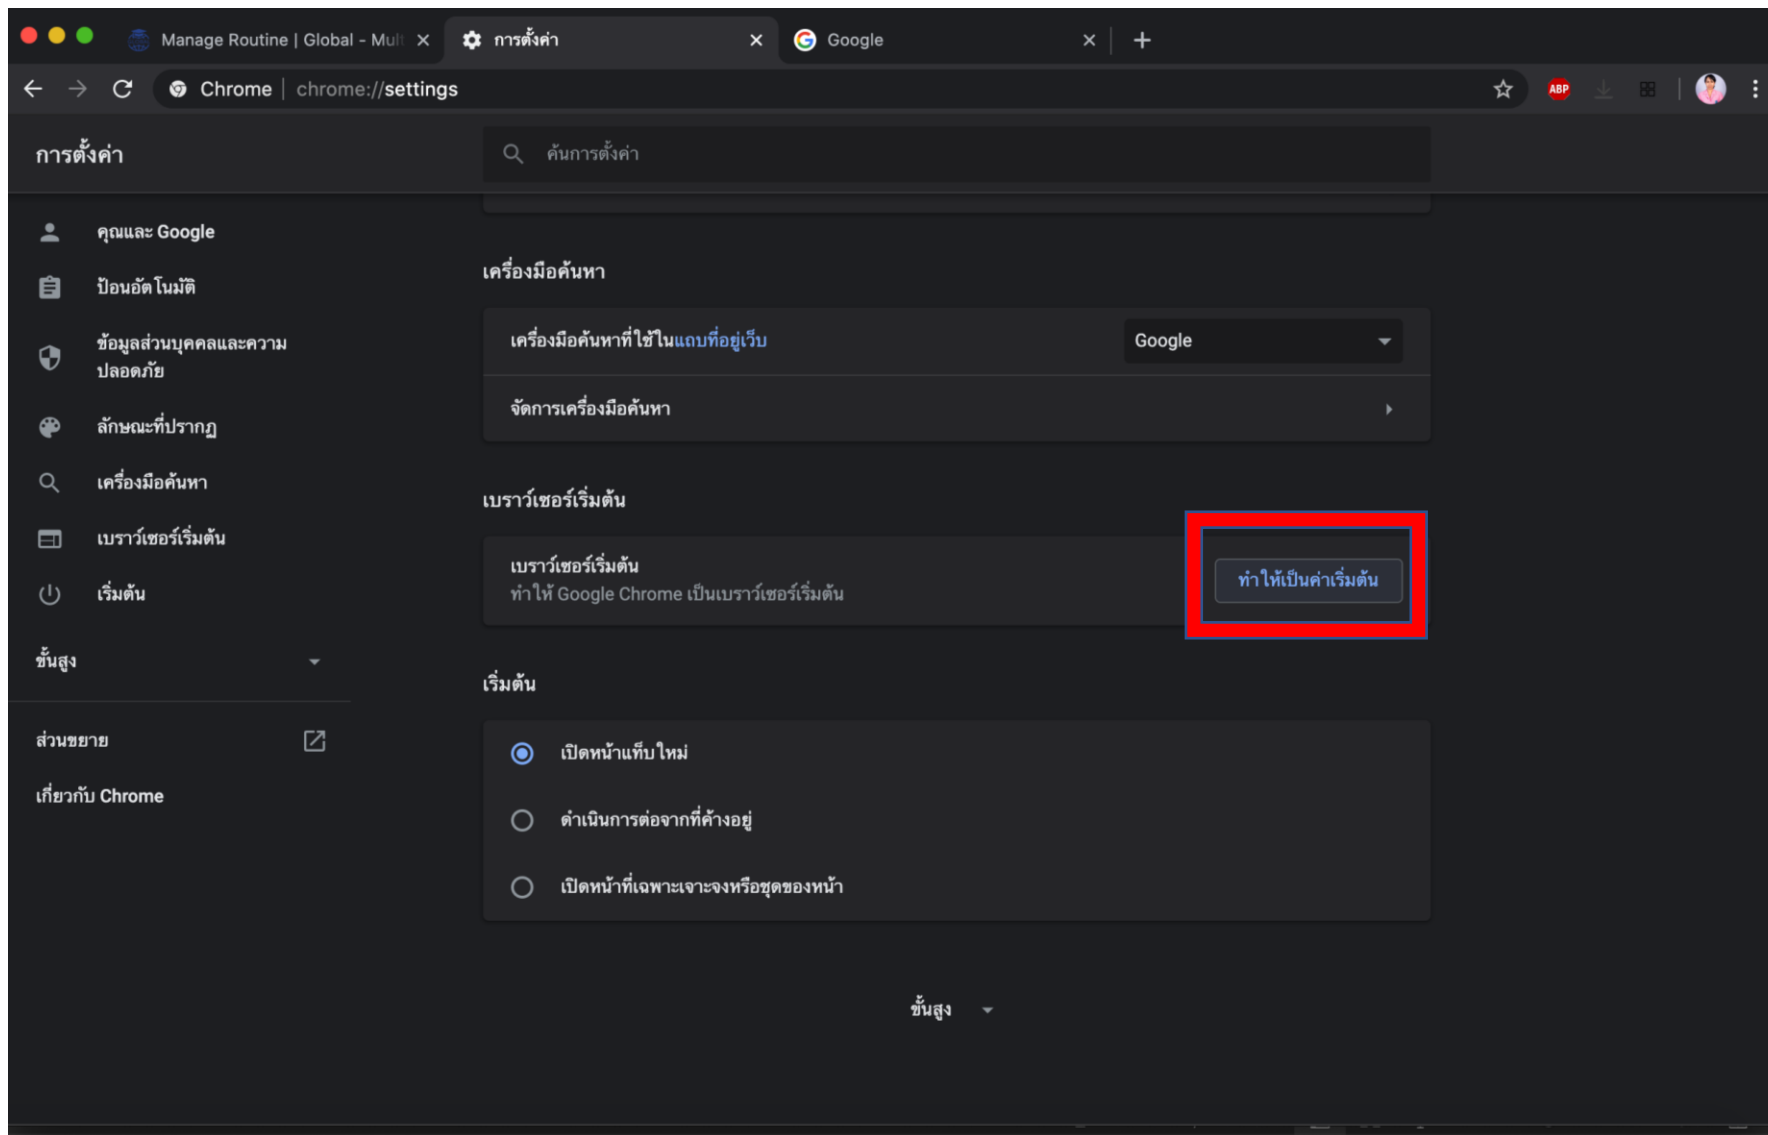 Manage Routine | Global - Mult
การตั้งค่า
Google
Chrome | chrome://settings
ABP
การตั้งค่า
ค้นการตั้งค่า
คุณและ Google
ป้อนอัตโนมัติ
ข้อมูลส่วนบุคคลและความ
ปลอดภัย
ลักษณะที่ปรากฏ
เครื่องมือค้นหา
เบราว์เซอร์เริ่มต้น
เริ่มต้น
ขั้นสูง
ส่วนขยาย
เกี่ยวกับ Chrome
เครื่องมือค้นหา
เครื่องมือค้นหาที่ใช้ในแถบที่อยู่เว็บ
Google
จัดการเครื่องมือค้นหา
เบราว์เซอร์เริ่มต้น
เบราว์เซอร์เริ่มต้น
ทำให้ Google Chrome เป็นเบราว์เซอร์เริ่มต้น
ทำให้เป็นค่าเริ่มต้น
เริ่มต้น
เปิดหน้าแท็บใหม่
ดำเนินการต่อจากที่ค้างอยู่
เปิดหน้าที่เฉพาะเจาะจงหรือชุดของหน้า
ขั้นสูง